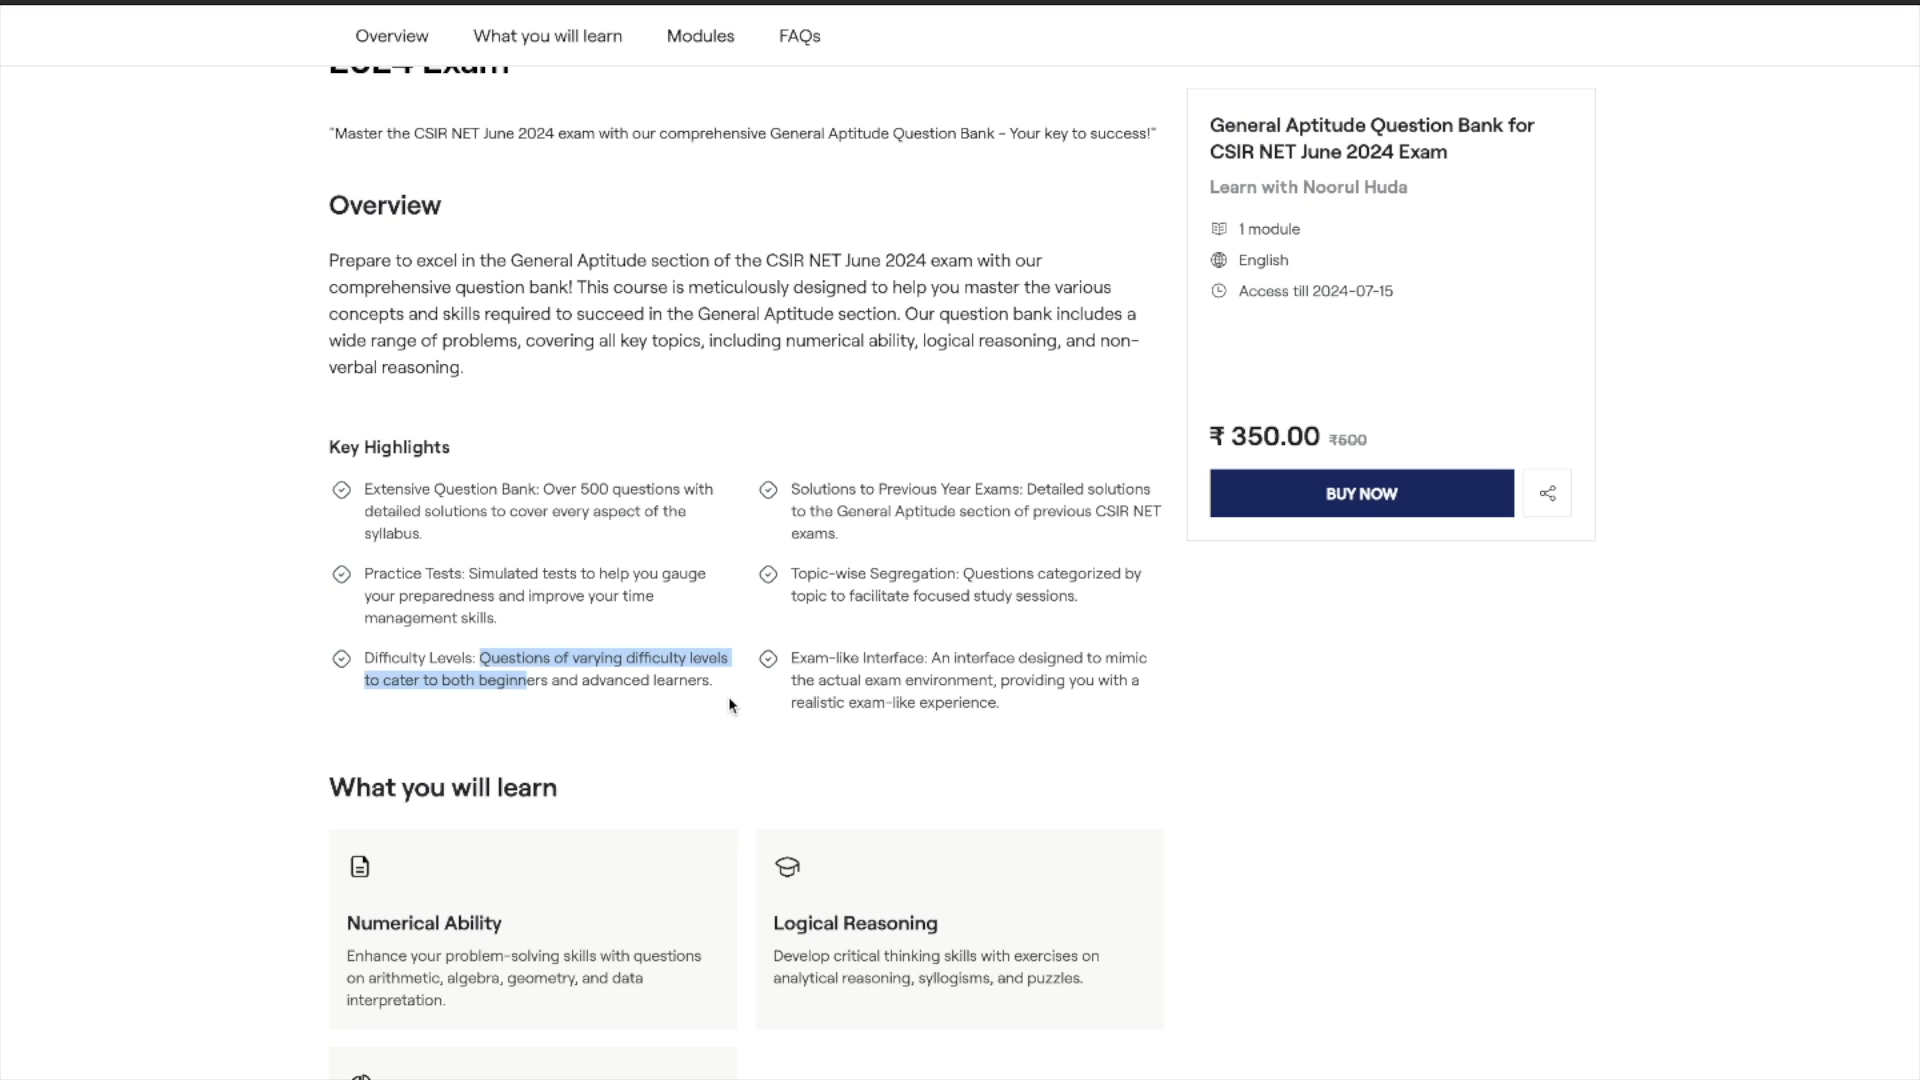 Overview
What you will learn
Modules
FAQs
2024 Exam
"Master the CSIR NET June 2024 exam with our comprehensive General Aptitude Question Bank - Your key to success!"
Overview
Prepare to excel in the General Aptitude section of the CSIR NET June 2024 exam with our
comprehensive question bank! This course is meticulously designed to help you master the various
concepts and skills required to succeed in the General Aptitude section. Our question bank includes a
wide range of problems, covering all key topics, including numerical ability, logical reasoning, and non-
verbal reasoning.
Key Highlights
Extensive Question Bank: Over 500 questions with
detailed solutions to cover every aspect of the
syllabus.
Solutions to Previous Year Exams: Detailed solutions
to the General Aptitude section of previous CSIR NET
exams.
Practice Tests: Simulated tests to help you gauge
your preparedness and improve your time
management skills.
Topic-wise Segregation: Questions categorized by
topic to facilitate focused study sessions.
Difficulty Levels: Questions of varying difficulty levels
to cater to both beginners and advanced learners.
Exam-like Interface: An interface designed to mimic
the actual exam environment, providing you with a
realistic exam-like experience.
What you will learn
Numerical Ability
Enhance your problem-solving skills with questions
on arithmetic, algebra, geometry, and data
interpretation.
Logical Reasoning
Develop critical thinking skills with exercises on
analytical reasoning, syllogisms, and puzzles.
General Aptitude Question Bank for
CSIR NET June 2024 Exam
Learn with Noorul Huda
1 module
English
Access till 2024-07-15
₹ 350.00 ₹600
BUY NOW